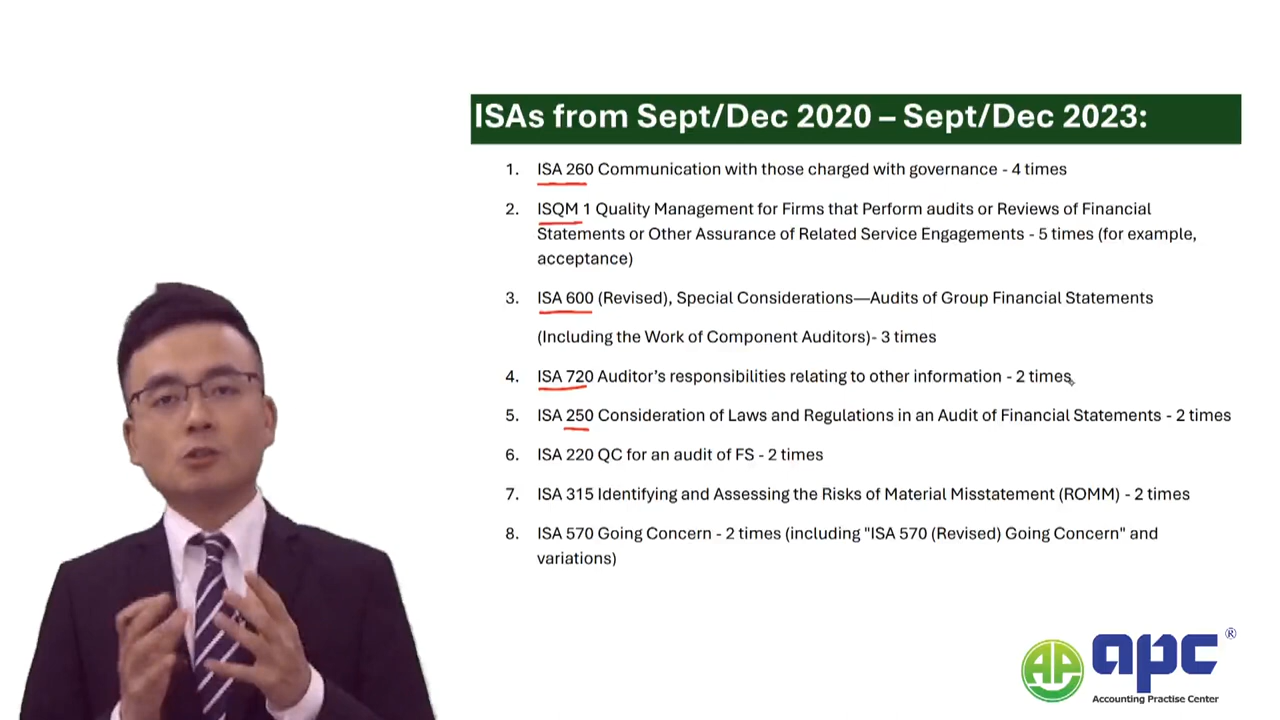 ISAs from Sept/Dec 2020 – Sept/Dec 2023:
1. ISA 260 Communication with those charged with governance - 4 times
2. ISQM 1 Quality Management for Firms that Perform audits or Reviews of Financial
Statements or Other Assurance of Related Service Engagements - 5 times (for example,
acceptance)
3. ISA 600 (Revised), Special Considerations—Audits of Group Financial Statements
(Including the Work of Component Auditors)- 3 times
4. ISA 720 Auditor's responsibilities relating to other information - 2 times
5. ISA 250 Consideration of Laws and Regulations in an Audit of Financial Statements - 2 times
6. ISA 220 QC for an audit of FS - 2 times
7. ISA 315 Identifying and Assessing the Risks of Material Misstatement (ROMM) - 2 times
8. ISA 570 Going Concern - 2 times (including "ISA 570 (Revised) Going Concern" and
variations)
AP apc ®
Accounting Practise Center